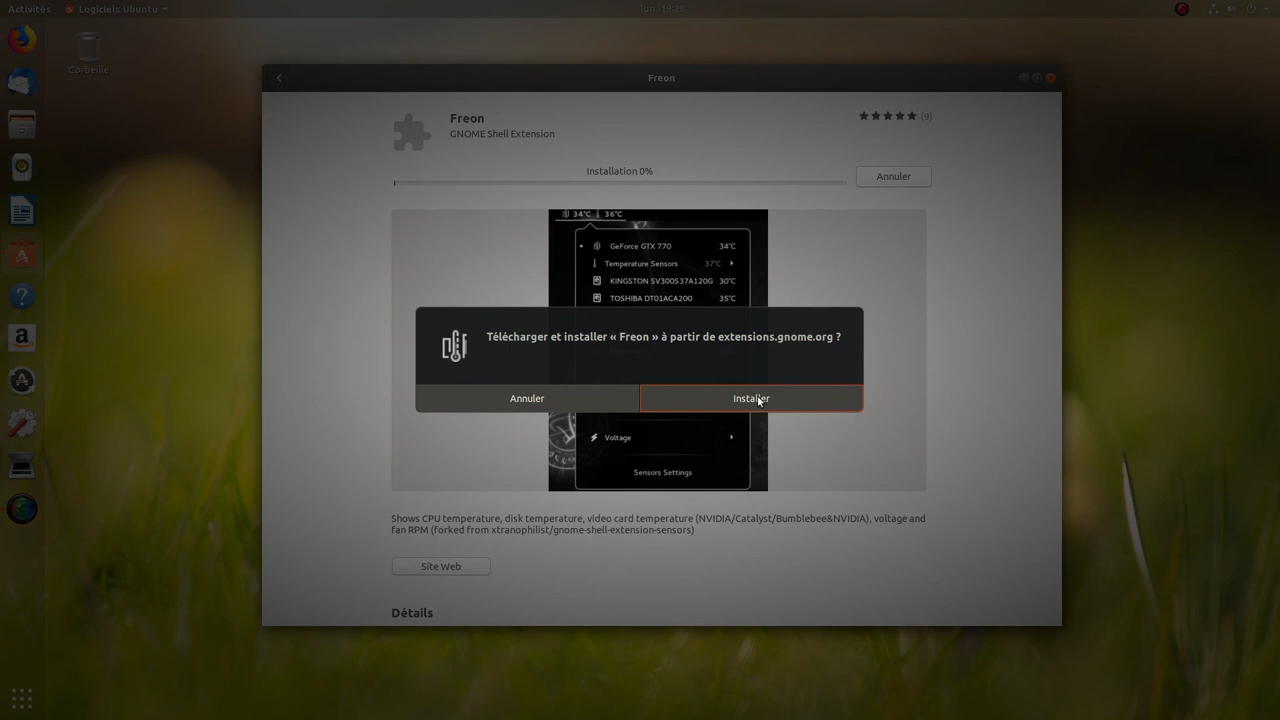 Activités
Logiciels Ubuntu
lun. 19:28
Corbeille
Freon
Freon
GNOME Shell Extension
(9)
Installation 0%
Annuler
34°C 36°C
GeForce GTX 770 34°C
Temperature Sensors 37°C
KINGSTON SV300S37A120G 30°C
TOSHIBA DT01ACA200 35°C
Télécharger et installer « Freon » à partir de extensions.gnome.org ?
Annuler
Installer
Voltage
Sensors Settings
Shows CPU temperature, disk temperature, video card temperature (NVIDIA/Catalyst/Bumblebee&NVIDIA), voltage and
fan RPM (forked from xtranophilist/gnome-shell-extension-sensors)
Site Web
Détails